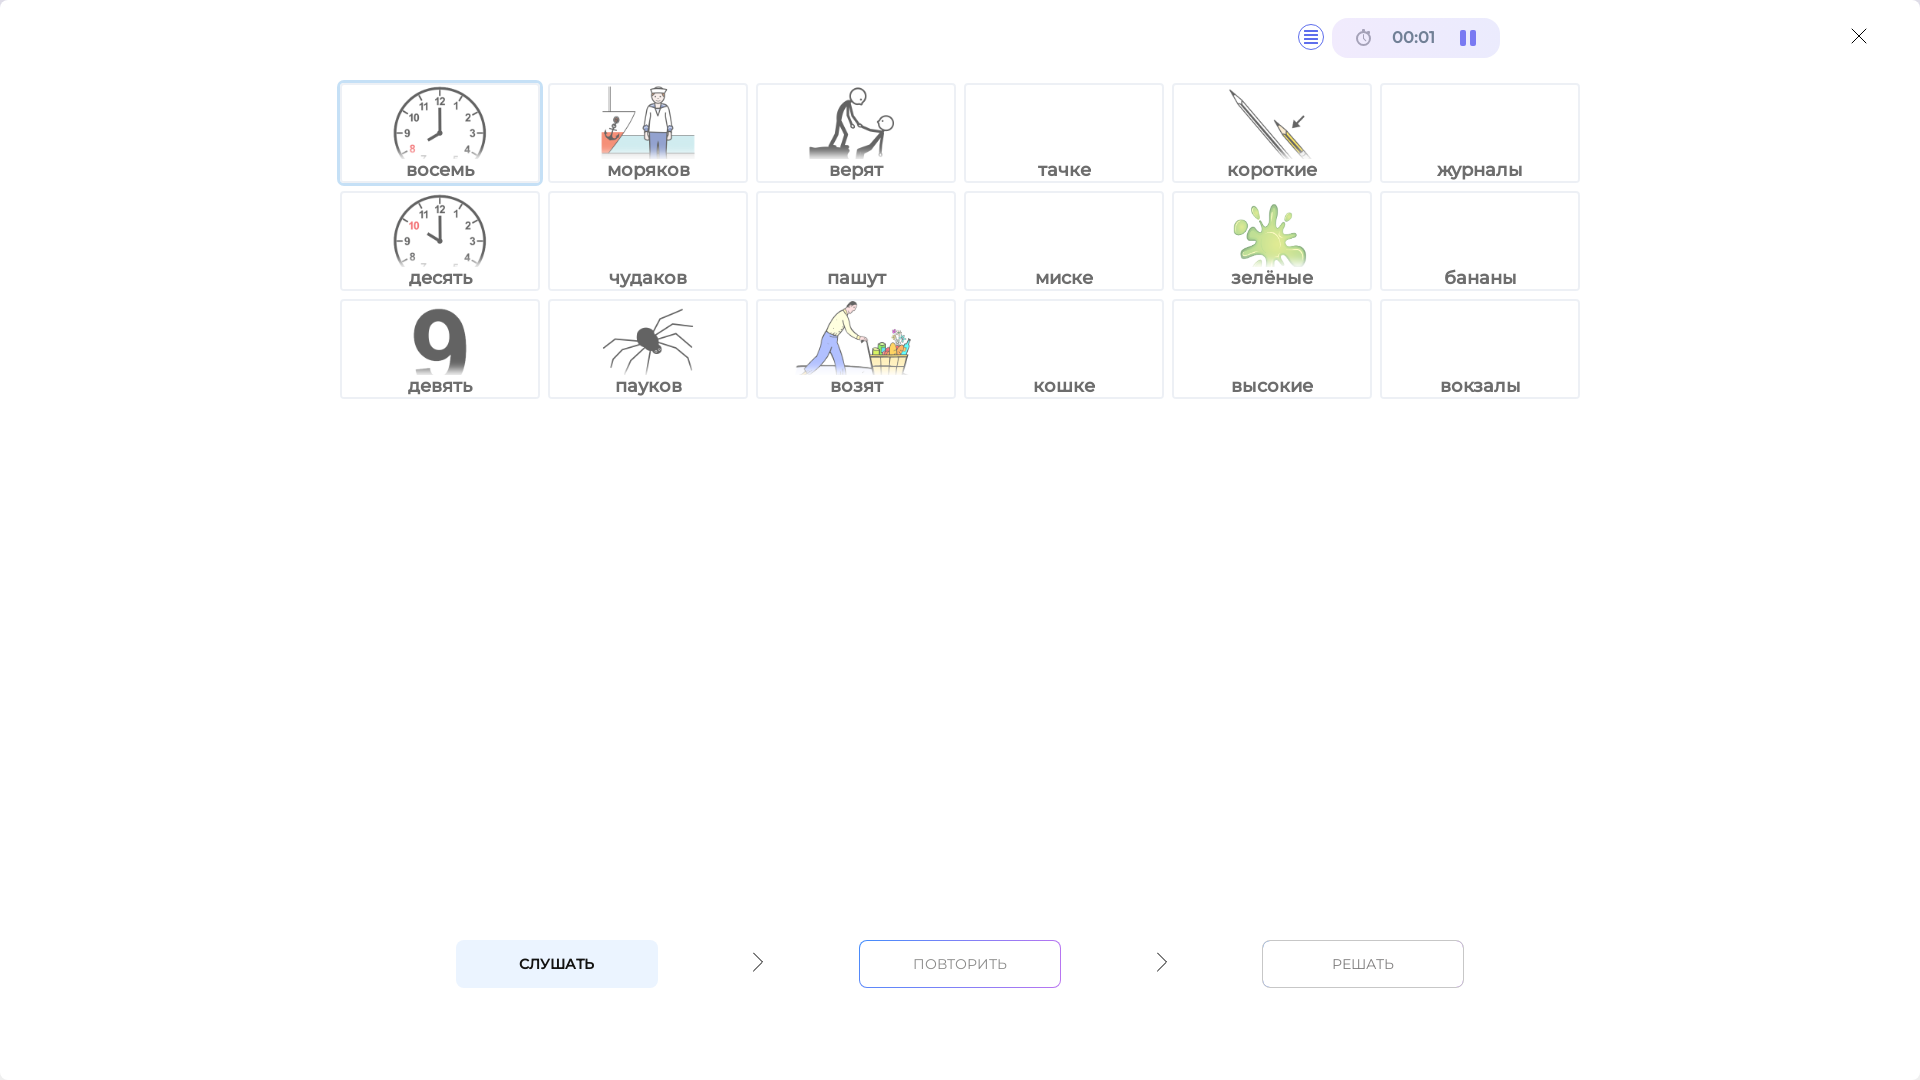 00:01
восемь моряков верят тачке короткие журналы
десять чудаков пашут миске зелёные бананы
девять пауков возят кошке высокие вокзалы
СЛУШАТЬ ПОВТОРИТЬ РЕШАТЬ